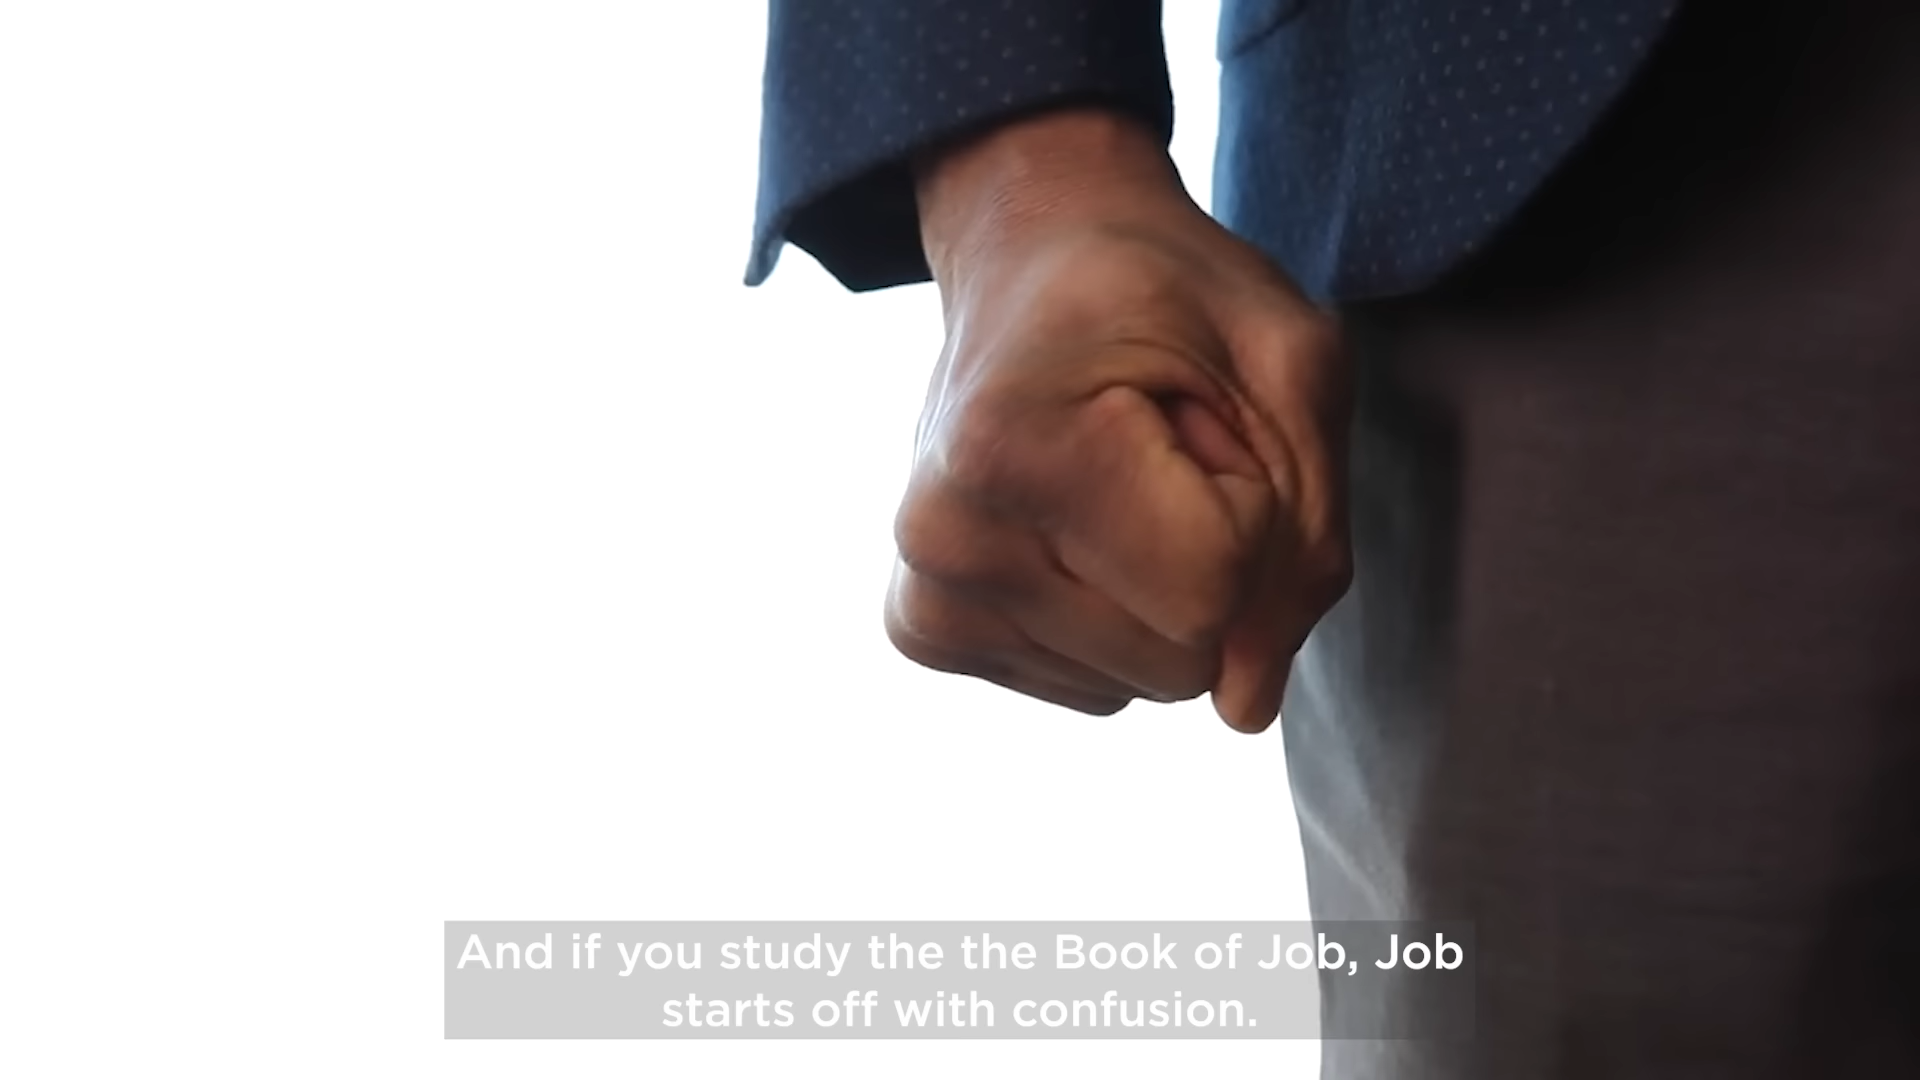 And if you study the the Book of Job, Job
starts off with confusion.